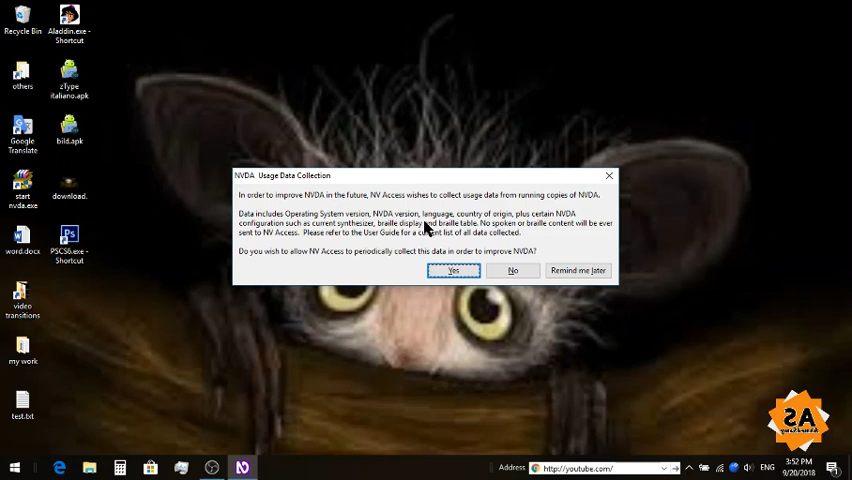 Recycle Bin
Aladdin.exe -
Shortcut
others
zType
italiano.apk
Google
Translate
bild.apk
start
nvda.exe
download.
word.docx
PSCS6.exe -
Shortcut
video
transitions
my work
test.txt
NVDA Usage Data Collection
In order to improve NVDA in the future, NV Access wishes to collect usage data from running copies of NVDA.
Data includes Operating System version, NVDA version, language, country of origin, plus certain NVDA
configuration such as current synthesizer, braille display and braille table. No spoken or braille content will be ever
sent to NV Access. Please refer to the User Guide for a current list of all data collected.
Do you wish to allow NV Access to periodically collect this data in order to improve NVDA?
Yes
No
Remind me later
AS
Address
http://youtube.com/
ENG
3:52 PM
9/20/2018